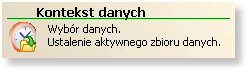 Kontekst danych
Wybór danych.
Ustalenie aktywnego zbioru danych.